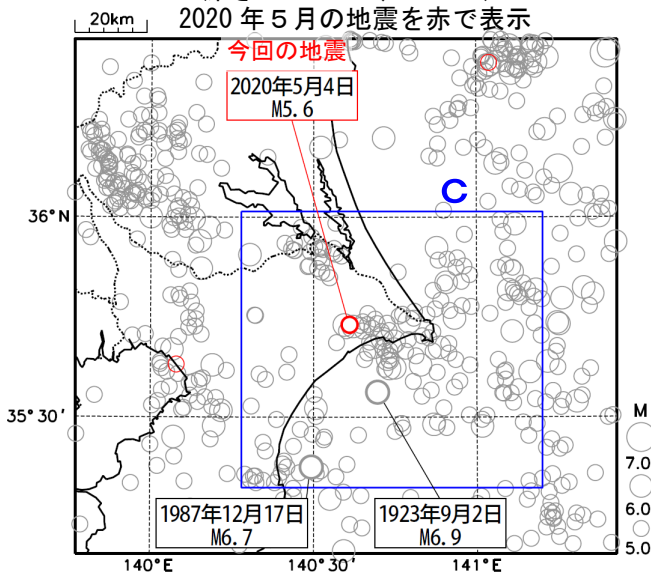 20km
2020年5月の地震を赤で表示
今回の地震
2020年5月4日
M5.6
C
36°N
35°30′
M
7.0
6.0
5.0
1987年12月17日
M6.7
1923年9月2日
M6.9
140°E
140°30′
141°E